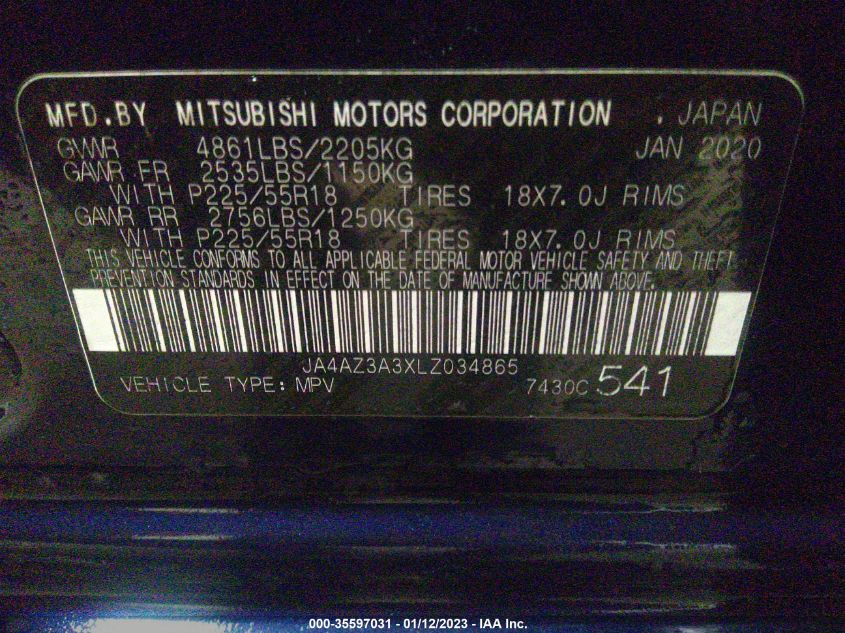 MFD.BY MITSUBISHI MOTORS CORPORATION . JAPAN
GVWR 4861LBS/2205KG JAN 2020
GAWR FR 2535LBS/1150KG
WITH P225/55R18 TIRES 18X7.0J RIMS
GAWR RR 2756LBS/1250KG
WITH P225/55R18 TIRES 18X7.0J RIMS
THIS VEHICLE CONFORMS TO ALL APPLICABLE FEDERAL MOTOR VEHICLE SAFETY AND THEFT
PREVENTION STANDARDS IN EFFECT ON THE DATE OF MANUFACTURE SHOWN ABOVE.
JA4AZ3A3XLZ034865
VEHICLE TYPE: MPV 7430C 541
000-35597031 - 01/12/2023 - IAA Inc.